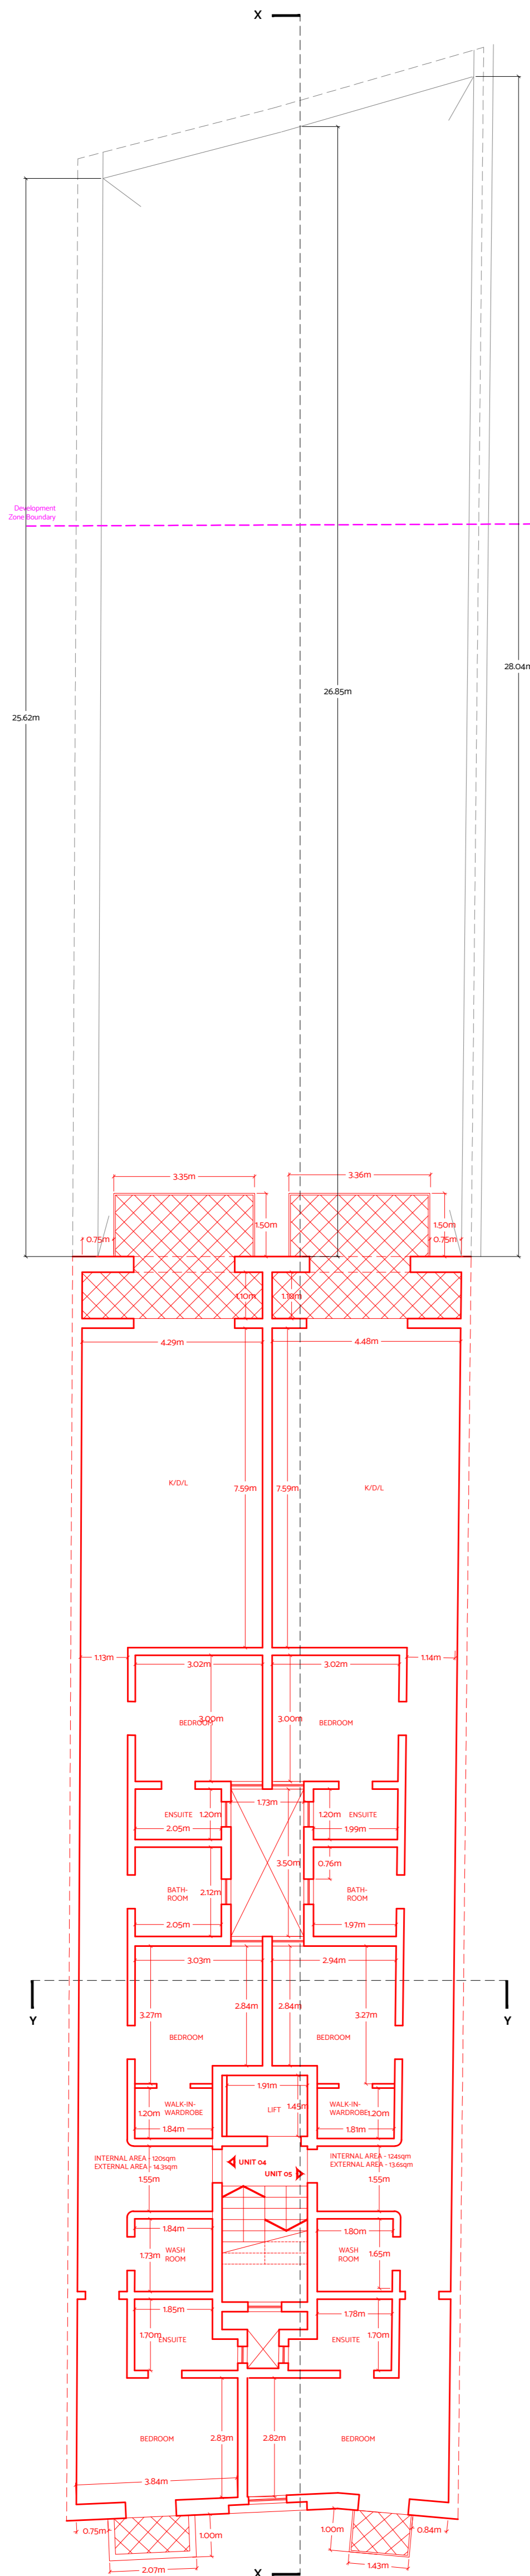 X
Development
Zone Boundary
28.04m
26.85m
25.62m
3.35m
3.36m
1.50m
1.50m
0.75m
0.75m
1.10m
1.10m
4.29m
4.48m
K/D/L
K/D/L
7.59m
7.59m
1.13m
1.14m
3.02m
3.02m
3.00m
3.00m
BEDROOM
BEDROOM
1.73m
ENSUITE
1.20m
1.20m
ENSUITE
2.05m
1.99m
3.50m
0.76m
2.12m
BATH-
ROOM
BATH-
ROOM
2.05m
1.97m
3.03m
2.94m
2.84m
2.84m
3.27m
3.27m
Y
Y
BEDROOM
BEDROOM
1.91m
1.45m
LIFT
WALK-IN-
WARDROBE
WALK-IN-
WARDROBE
1.20m
1.20m
1.84m
1.81m
INTERNAL AREA - 120sqm
EXTERNAL AREA - 14.3sqm
INTERNAL AREA - 124sqm
EXTERNAL AREA - 13.6sqm
UNIT 04
UNIT 05
1.55m
1.55m
1.84m
1.80m
WASH
ROOM
WASH
ROOM
1.73m
1.65m
1.85m
1.78m
1.70m
1.70m
ENSUITE
ENSUITE
2.83m
2.82m
BEDROOM
BEDROOM
3.84m
0.75m
1.00m
1.00m
0.84m
2.07m
1.43m
X